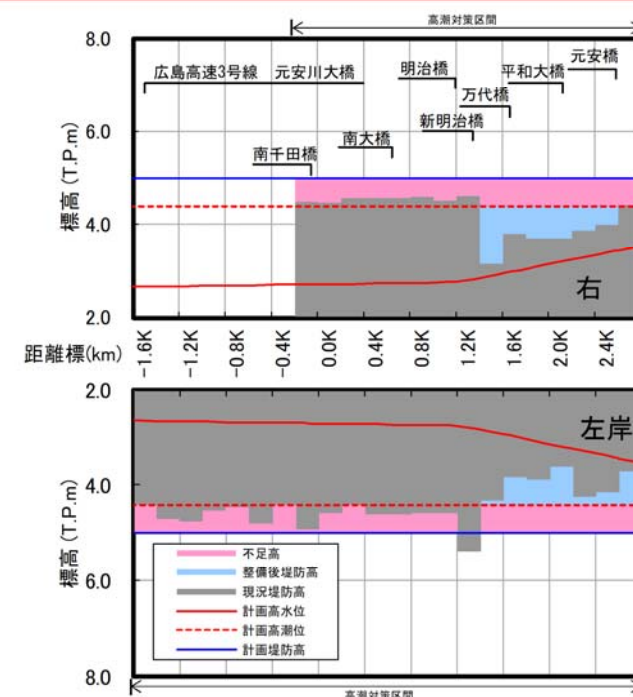 高潮対策区間
8.0
広島高速3号線 元安川大橋 明治橋 平和大橋 元安橋
万代橋
新明治橋
南大橋
南千田橋
6.0
標高 (T.P.m)
4.0
右
2.0
距離標(km) -1.6K -1.2K -0.8K -0.4K 0.0K 0.4K 0.8K 1.2K 1.6K 2.0K 2.4K
2.0
左岸
4.0
標高 (T.P.m)
6.0
不足高
整備後堤防高
現況堤防高
計画高水位
計画高潮位
計画堤防高
8.0
高潮対策区間